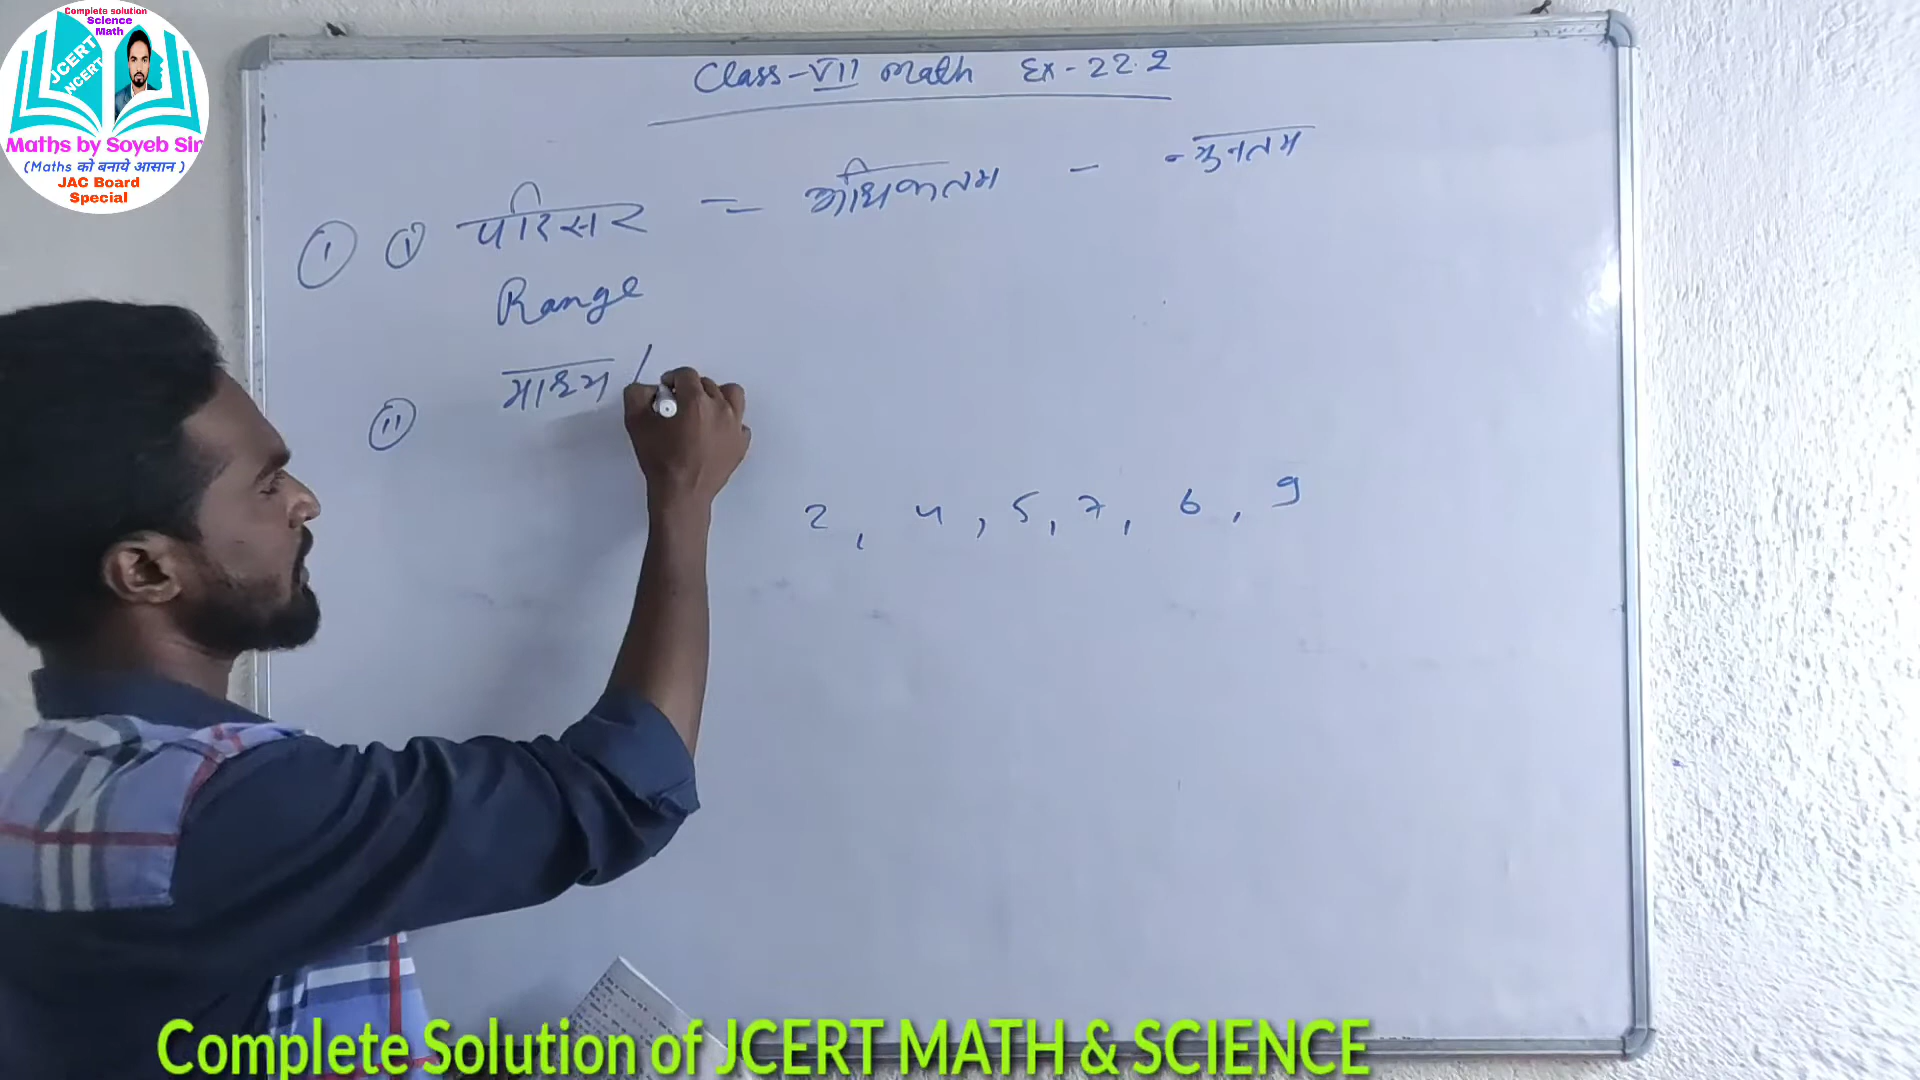 Complete solution
Science
Math
JCERT
NCERT
Maths by Soyeb Sir
(Maths को बनाये आसान )
JAC Board
Special
Class-VII Math Ex-22.2
① ⓘ परिसर = अधिकतम - न्युनतम
Range
ⓘⓘ माध्य /
2, 4, 5, 7, 6, 9
Complete Solution of JCERT MATH & SCIENCE